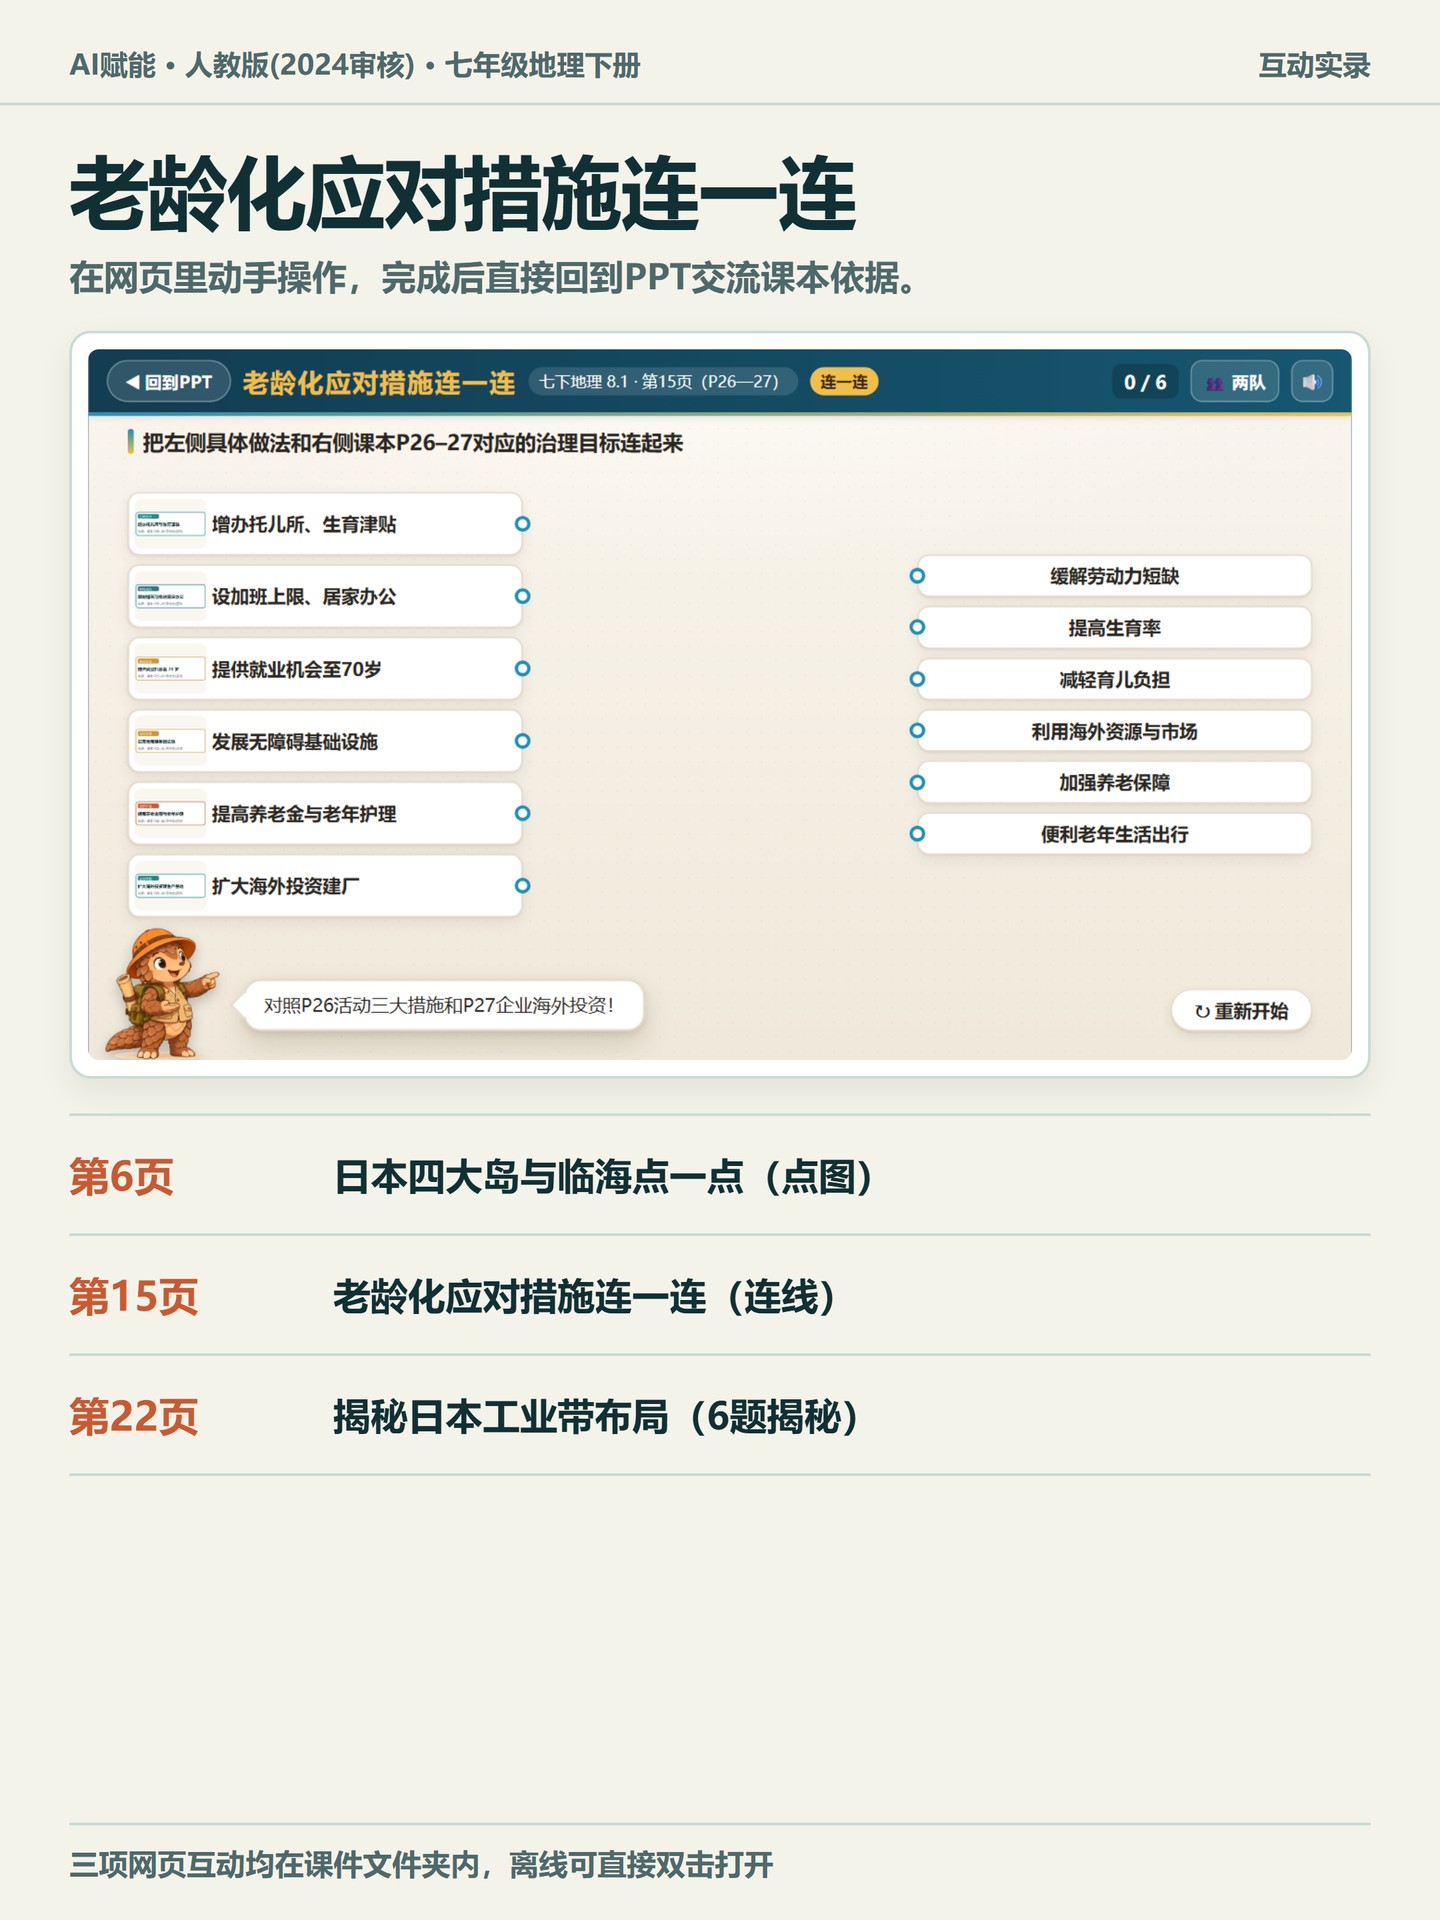 AI赋能 • 人教版(2024审核) • 七年级地理下册
互动实录
老龄化应对措施连一连
在网页里动手操作，完成后直接回到PPT交流课本依据。
◀ 回到PPT
老龄化应对措施连一连
七下地理 8.1 · 第15页（P26—27）
连一连
0 / 6
两队
把左侧具体做法和右侧课本P26–27对应的治理目标连起来
增办托儿所、生育津贴
设加班上限、居家办公
提供就业机会至70岁
发展无障碍基础设施
提高养老金与老年护理
扩大海外投资建厂
缓解劳动力短缺
提高生育率
减轻育儿负担
利用海外资源与市场
加强养老保障
便利老年生活出行
对照P26活动三大措施和P27企业海外投资！
↻ 重新开始
第6页
日本四大岛与临海点一点（点图）
第15页
老龄化应对措施连一连（连线）
第22页
揭秘日本工业带布局（6题揭秘）
三项网页互动均在课件文件夹内，离线可直接双击打开